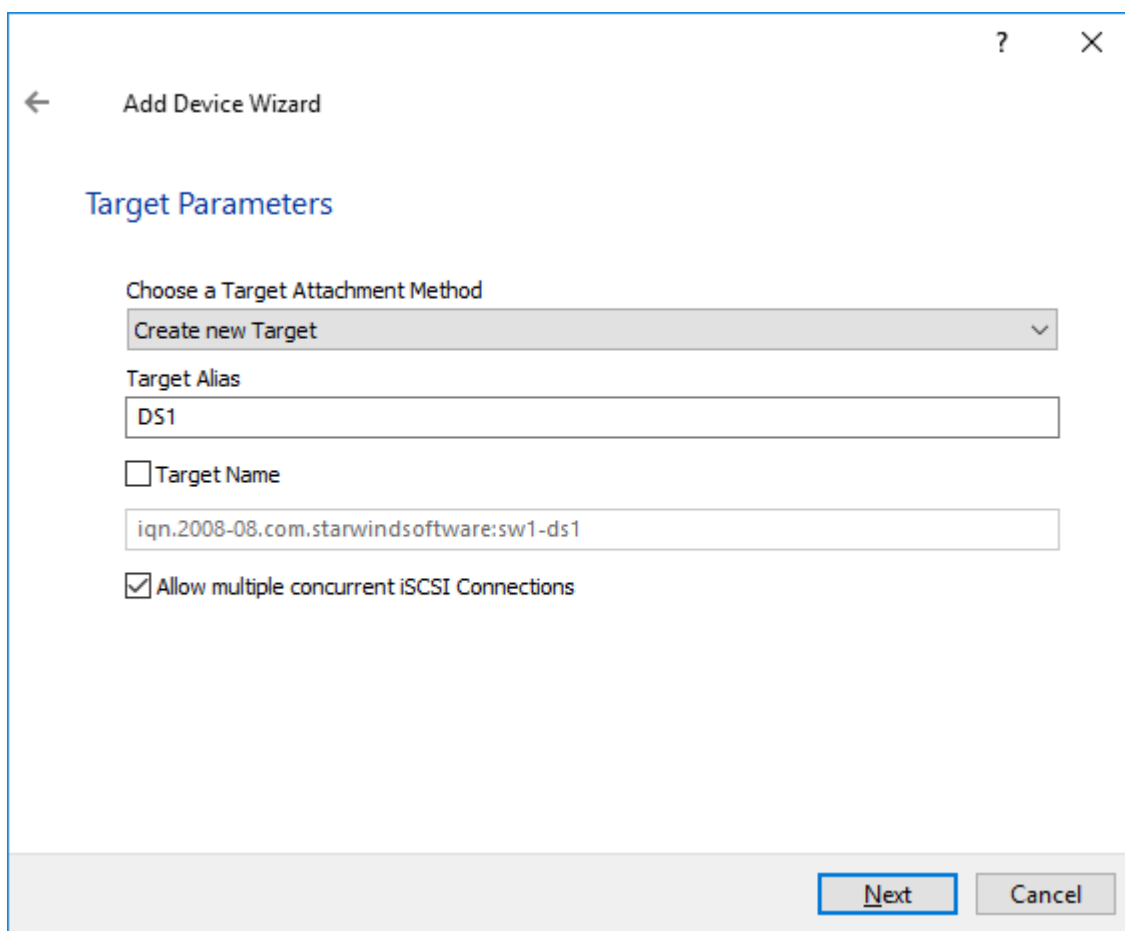 ?
Add Device Wizard
Target Parameters
Choose a Target Attachment Method
Create new Target
Target Alias
DS1
Target Name
iqn.2008-08.com.starwindsoftware:sw1-ds1
Allow multiple concurrent iSCSI Connections
Next Cancel